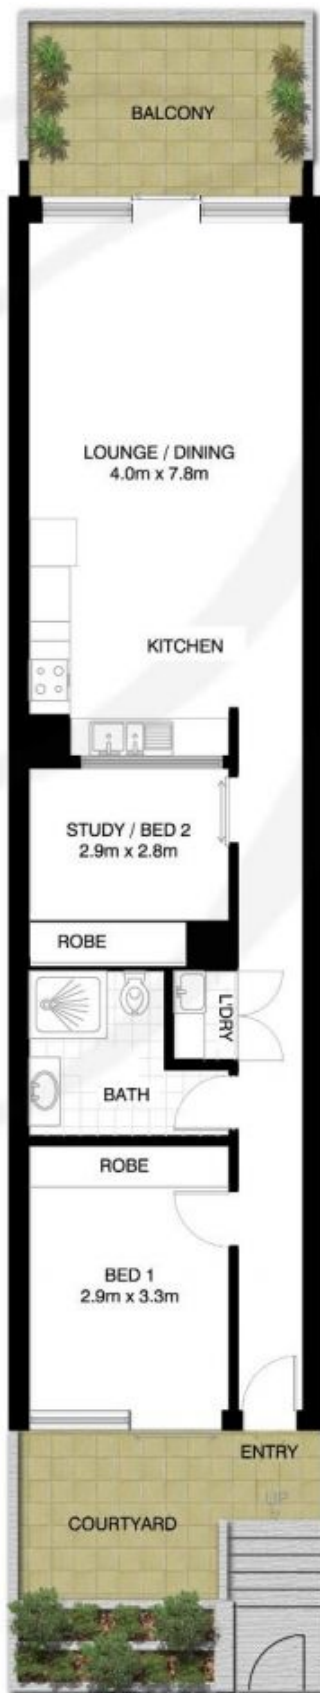 BALCONY
LOUNGE / DINING
4.0m x 7.8m
KITCHEN
STUDY / BED 2
2.9m x 2.8m
ROBE
L'DRY
BATH
ROBE
BED 1
2.9m x 3.3m
ENTRY
UP
COURTYARD